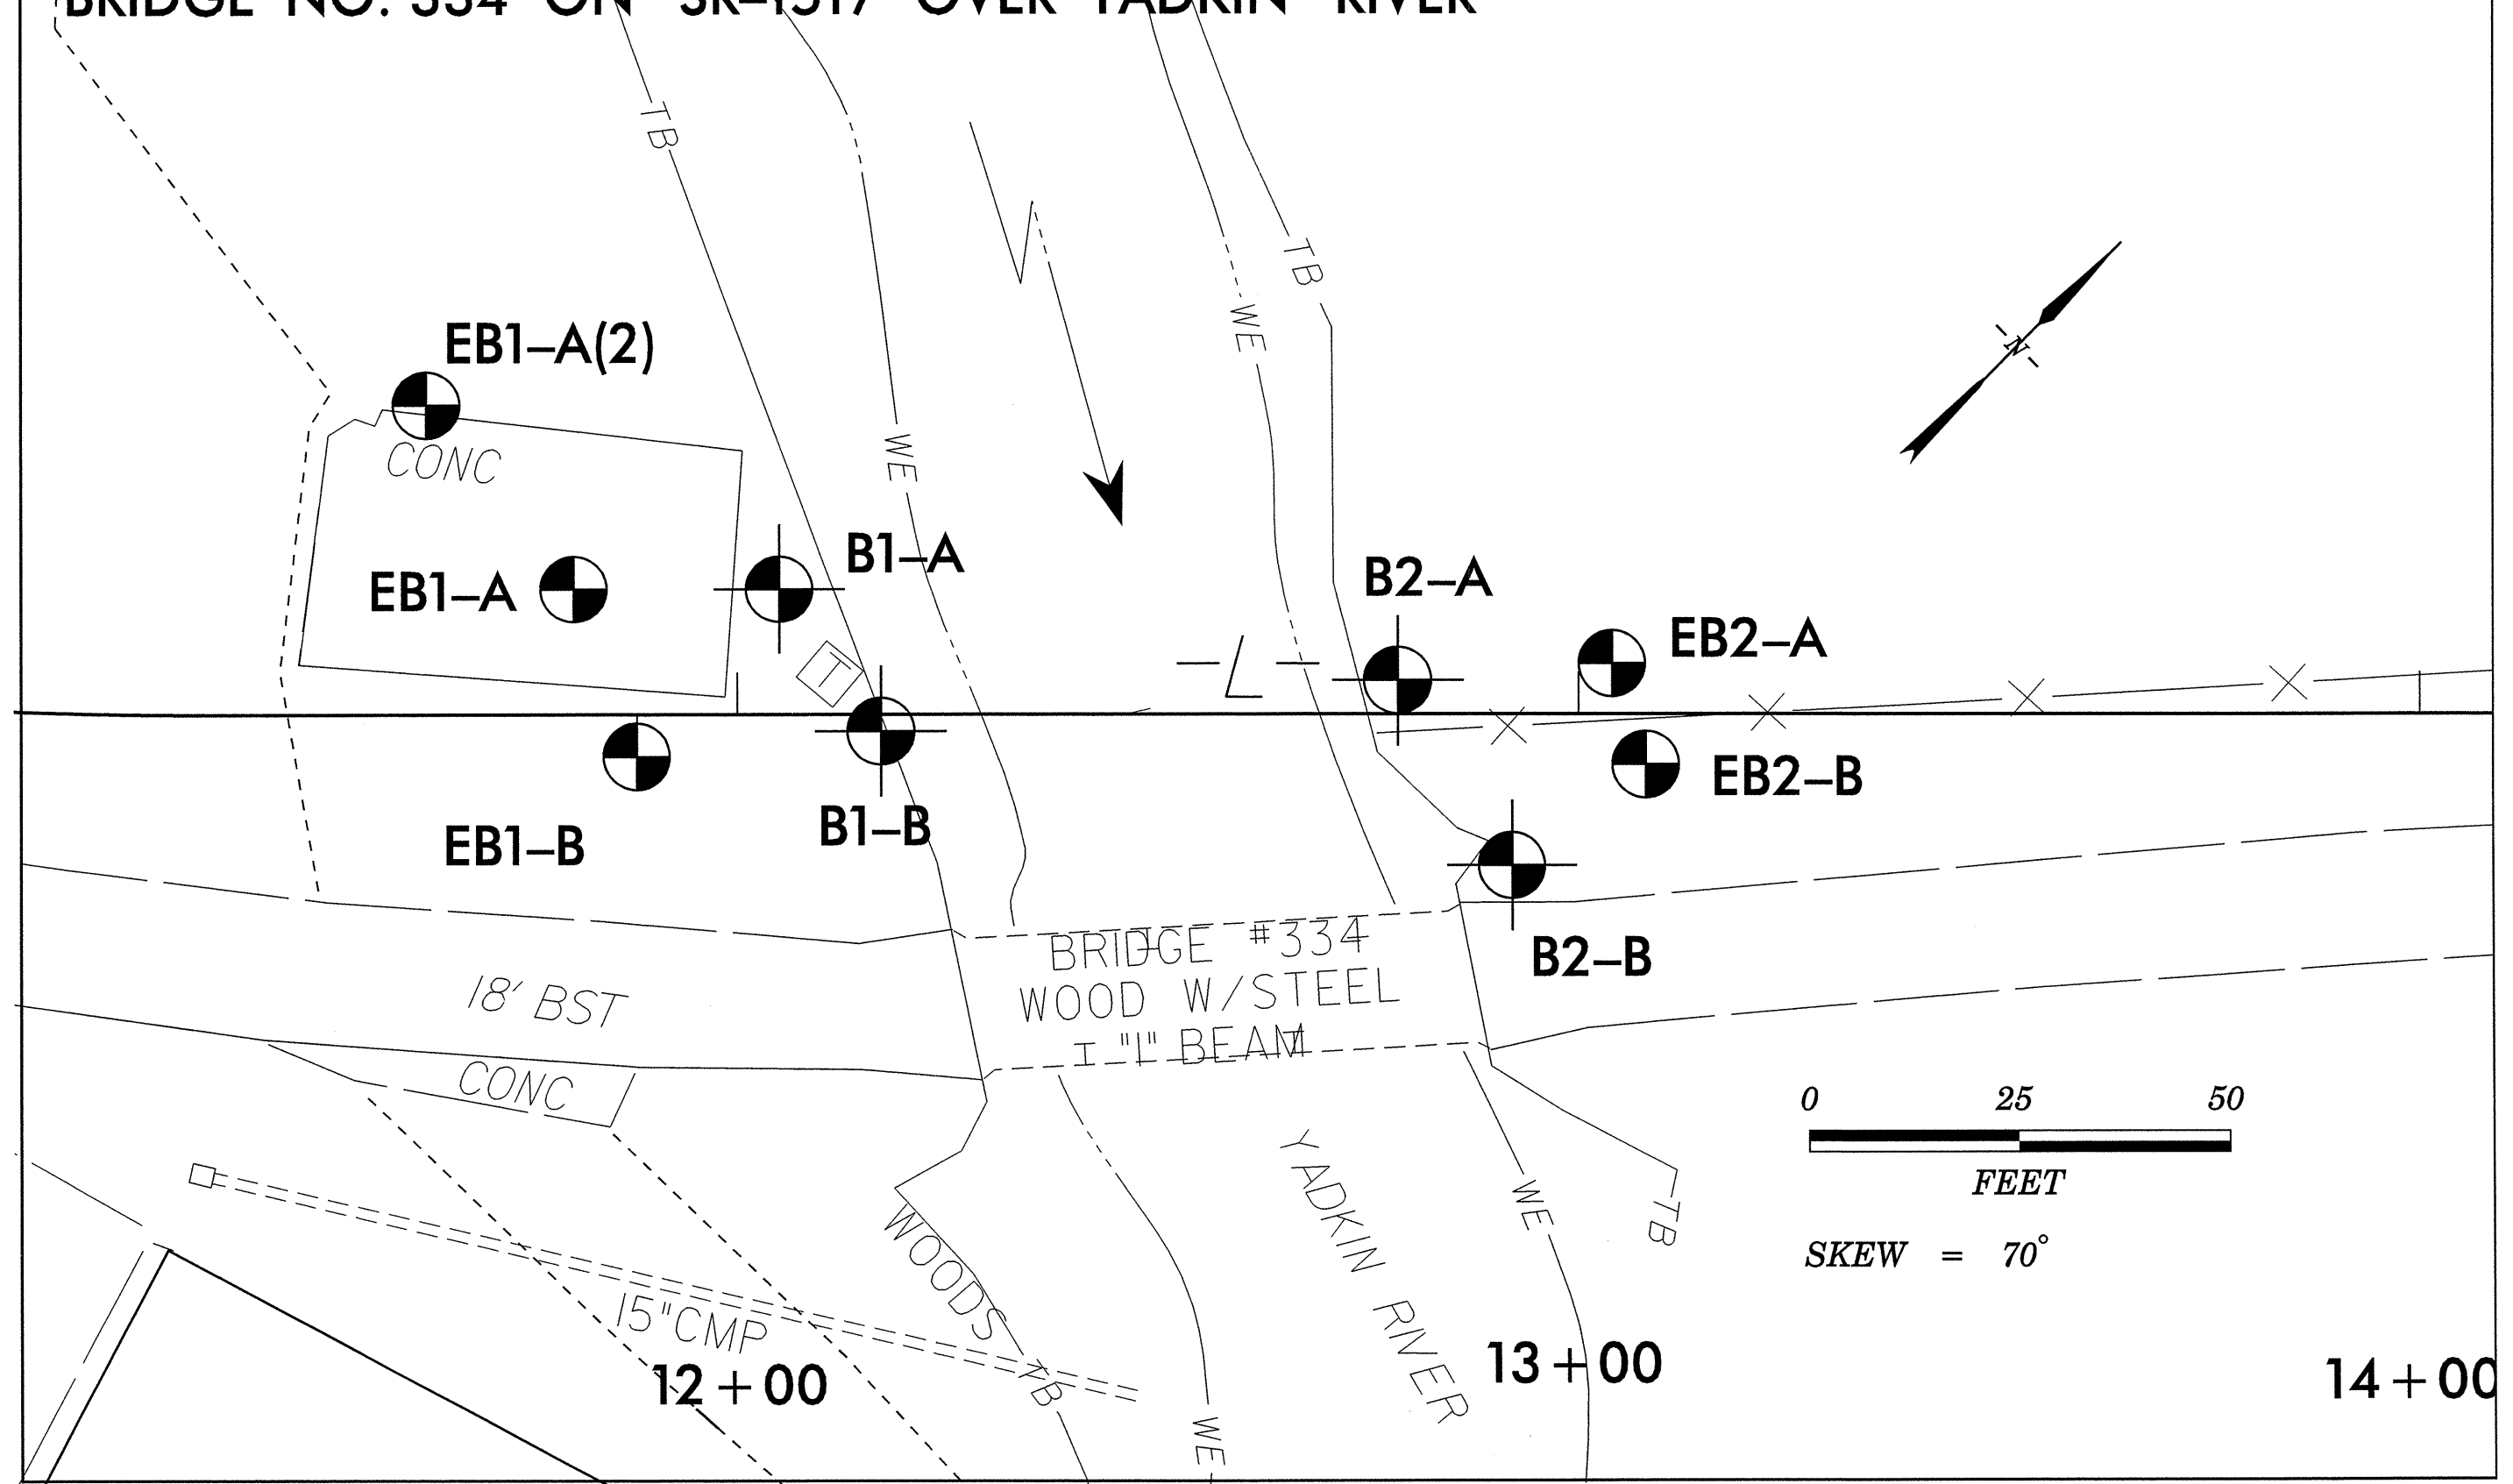 BRIDGE NO. 334 ON SR-1517 OVER YADKIN RIVER
TB
TB
WE
-N-
EB1-A(2)
WE
CONC
B1-A
EB1-A
B2-A
EB2-A
-L-
T
EB2-B
B1-B
EB1-B
BRIDGE #334
B2-B
18' BST
WOOD W/STEEL
"I" BEAM
CONC
0 25 50
FEET
YADKIN RIVER
WE
TB
WOODS
SKEW = 70°
15"CMP
12+00
13+00
14+00
TB
WE